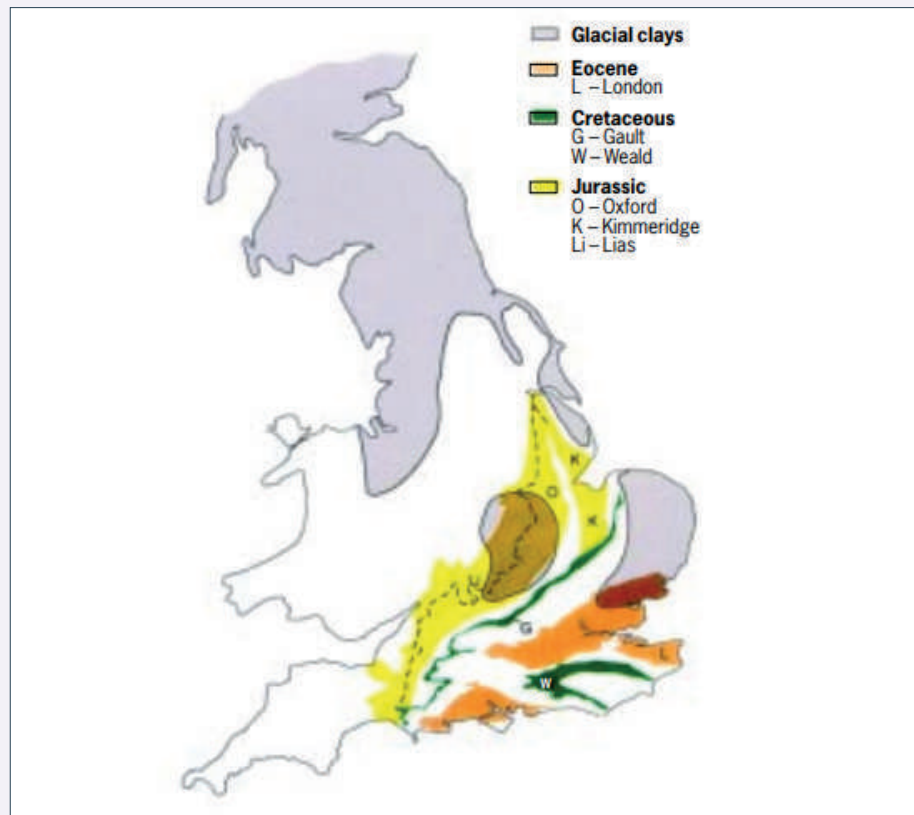 Glacial clays
Eocene
L – London
Cretaceous
G – Gault
W – Weald
Jurassic
O – Oxford
K – Kimmeridge
Li – Lias
K
O
K
G
L
W